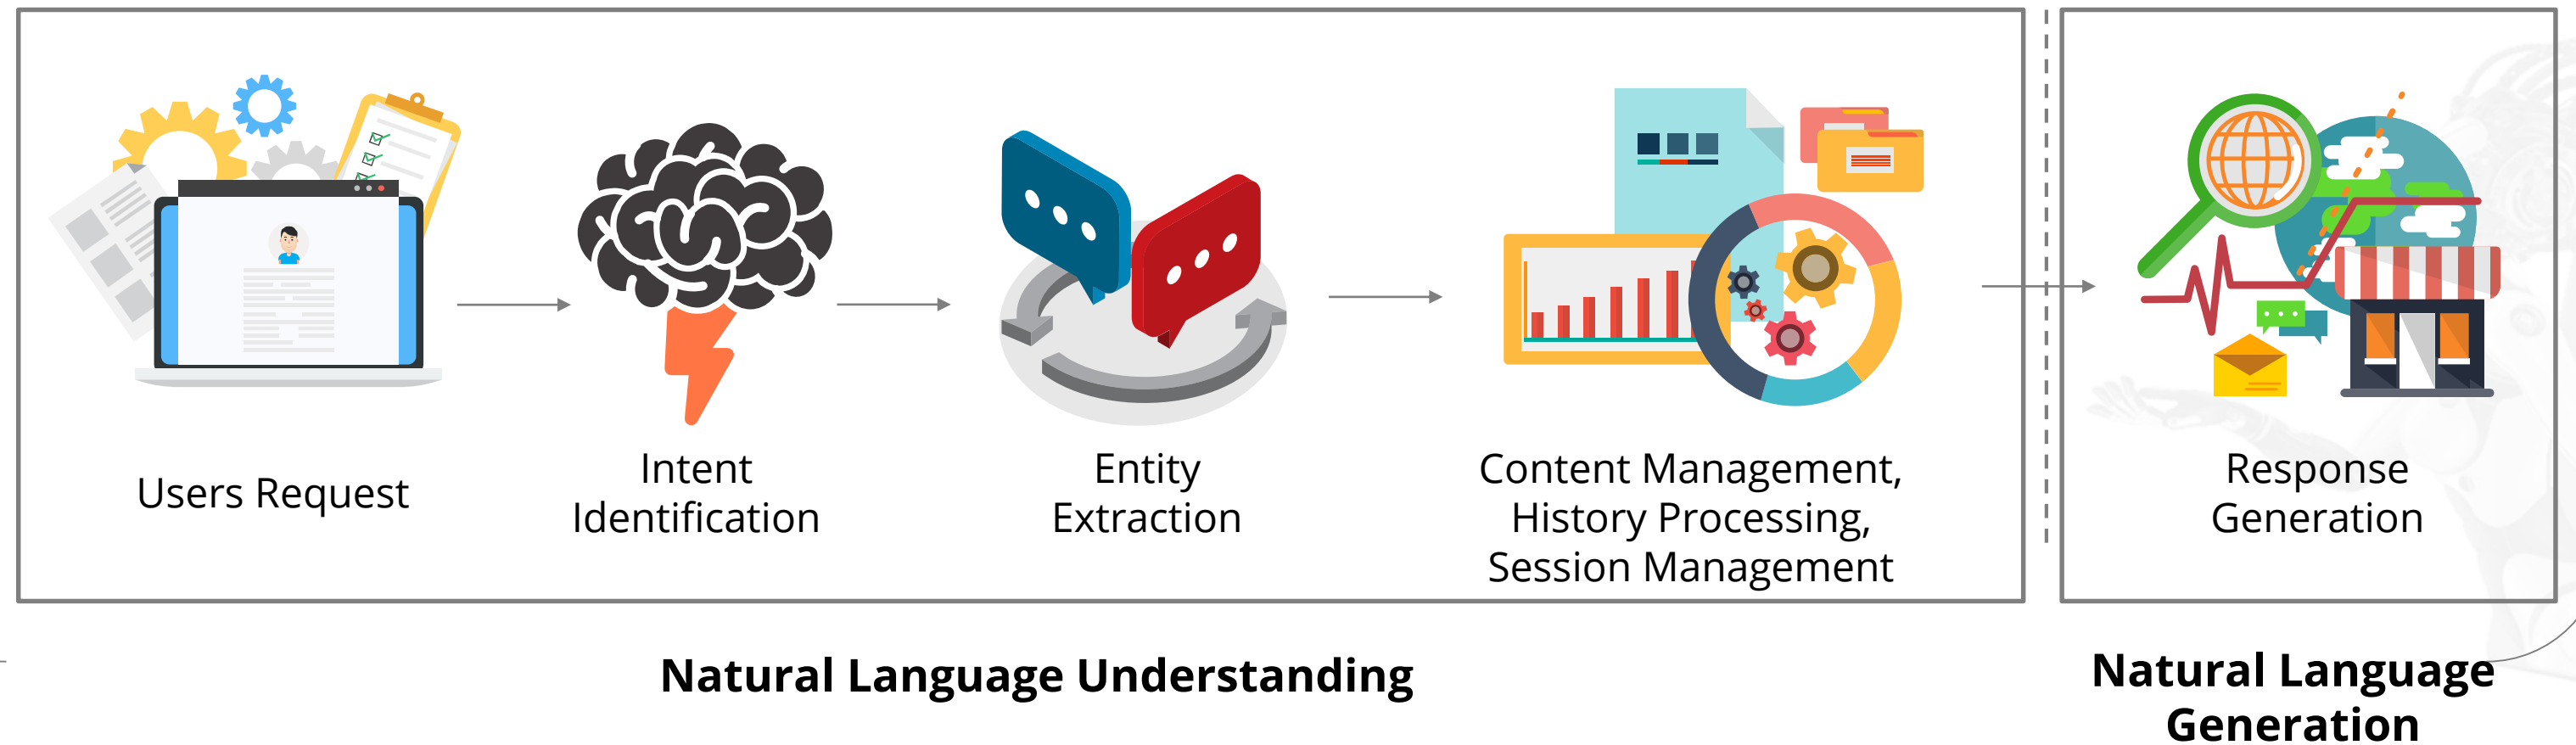 Users Request
Intent
Identification
Entity
Extraction
Content Management,
History Processing,
Session Management
Response
Generation
Natural Language Understanding
Natural Language
Generation